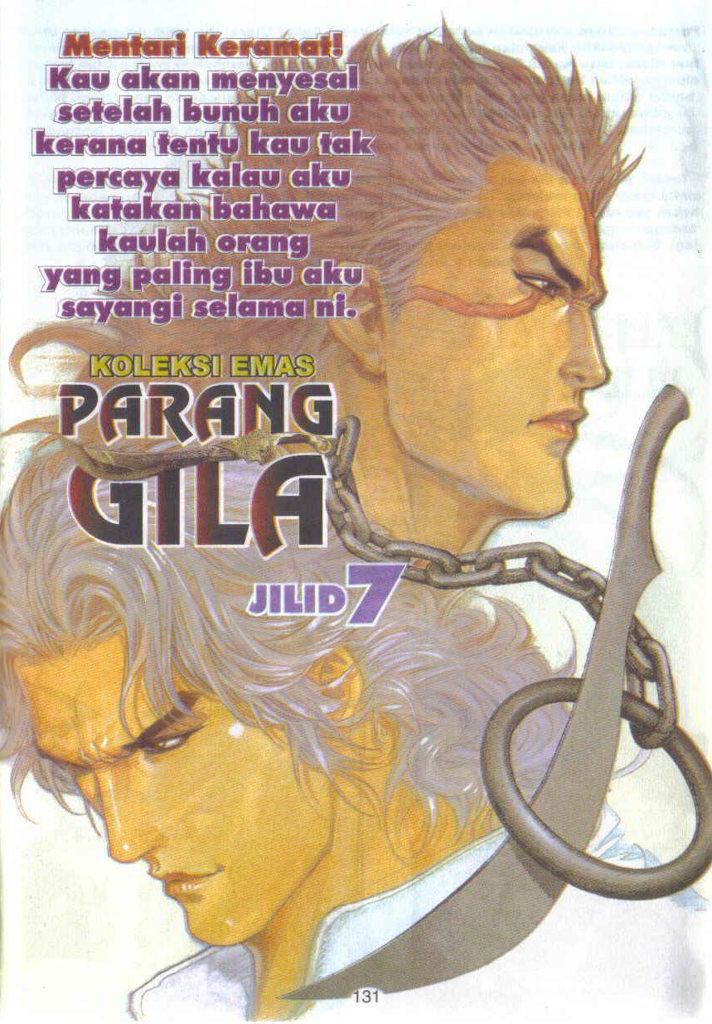 Mentari Keramat!
Kau akan menyesal
setelah bunuh aku
kerana tentu kau tak
percaya kalau aku
katakan bahawa
kaulah orang
yang paling ibu aku
sayangi selama ni.
KOLEKSI EMAS
PARANG
GILA
JILID 7
131